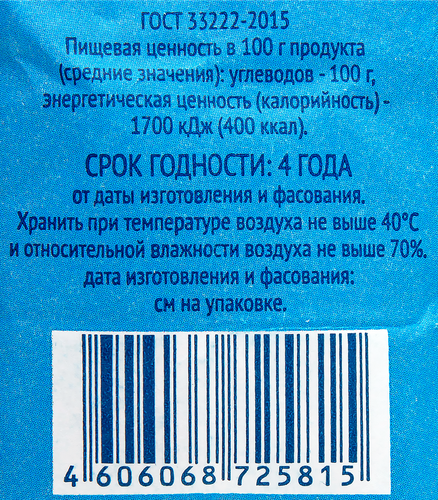 ГОСТ 33222-2015
Пищевая ценность в 100 г продукта
(средние значения): углеводов - 100 г,
энергетическая ценность (калорийность) -
1700 кДж (400 ккал).
СРОК ГОДНОСТИ: 4 ГОДА
от даты изготовления и фасования.
Хранить при температуре воздуха не выше 40°С
и относительной влажности воздуха не выше 70%.
дата изготовления и фасования:
см на упаковке.
4 606068 725815